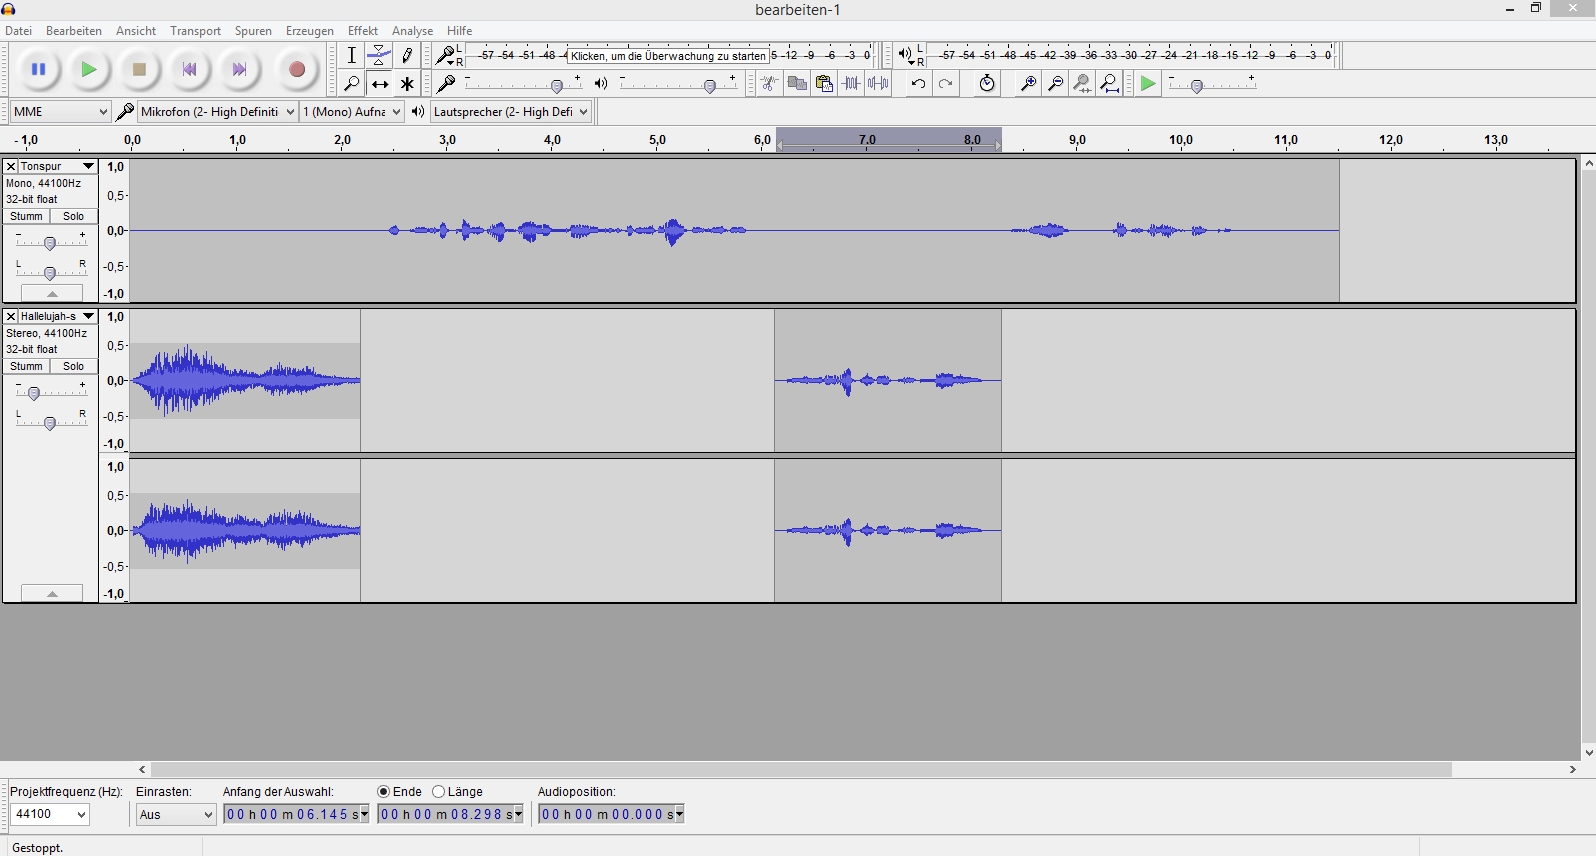 bearbeiten-1
Datei Bearbeiten Ansicht Transport Spuren Erzeugen Effekt Analyse Hilfe
L -57 -54 -51 -48 -4 Klicken, um die Überwachung zu starten 5 -12 -9 -6 -3 0 L -57 -54 -51 -48 -45 -42 -39 -36 -33 -30 -27 -24 -21 -18 -15 -12 -9 -6 -3 0
R R
- + - + - +
MME Mikrofon (2- High Definiti 1 (Mono) Aufna Lautsprecher (2- High Defi
- 1,0 0,0 1,0 2,0 3,0 4,0 5,0 6,0 7,0 8,0 9,0 10,0 11,0 12,0 13,0
Tonspur 1,0
Mono, 44100Hz
32-bit float 0,5
Stumm Solo
- + 0,0
L R -0,5
-1,0
Hallelujah-s 1,0
Stereo, 44100Hz
32-bit float 0,5
Stumm Solo
- + 0,0
L R -0,5
-1,0
1,0
0,5
0,0
-0,5
-1,0
Projektfrequenz (Hz): Einrasten: Anfang der Auswahl: Ende Länge Audioposition:
44100 Aus 00 h 00 m 06.145 s 00 h 00 m 08.298 s 00 h 00 m 00.000 s
Gestoppt.